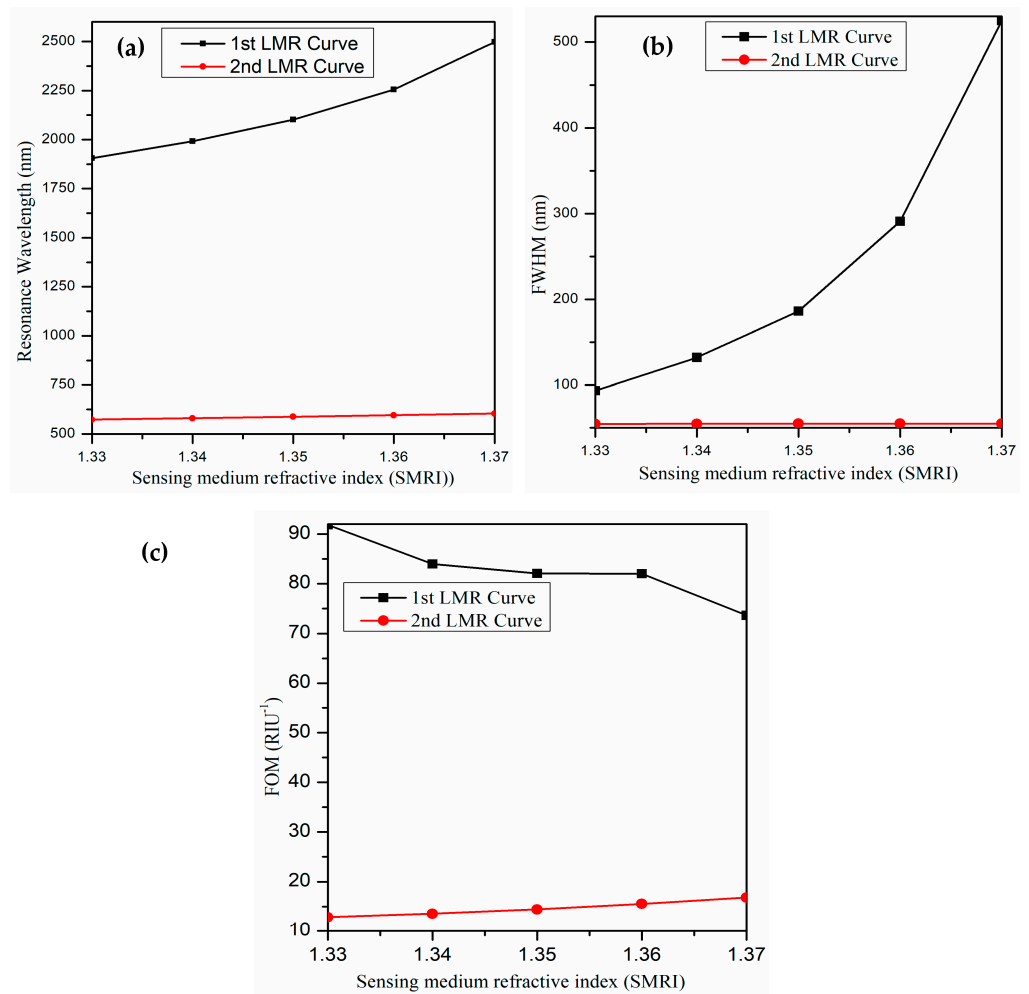 (a)
1st LMR Curve
2nd LMR Curve
2500
2250
2000
1750
1500
1250
1000
750
500
Resonance Wavelength (nm)
1.33 1.34 1.35 1.36 1.37
Sensing medium refractive index (SMRI))
(b)
1st LMR Curve
2nd LMR Curve
500
400
300
200
100
FWHM (nm)
1.33 1.34 1.35 1.36 1.37
Sensing medium refractive index (SMRI)
(c)
1st LMR Curve
2nd LMR Curve
90
80
70
60
50
40
30
20
10
FOM (RIU⁻¹)
1.33 1.34 1.35 1.36 1.37
Sensing medium refractive index (SMRI)